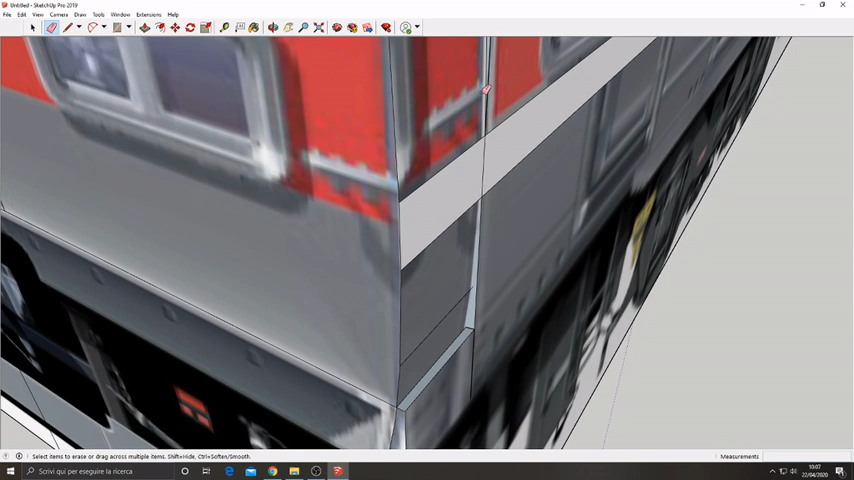 Untitled - SketchUp Pro 2019
File Edit View Camera Draw Tools Window Extensions Help
Select items to erase or drag across multiple items. Shift=Hide, Ctrl=Soften/Smooth.
Measurements
Scrivi qui per eseguire la ricerca
10:07
22/04/2020